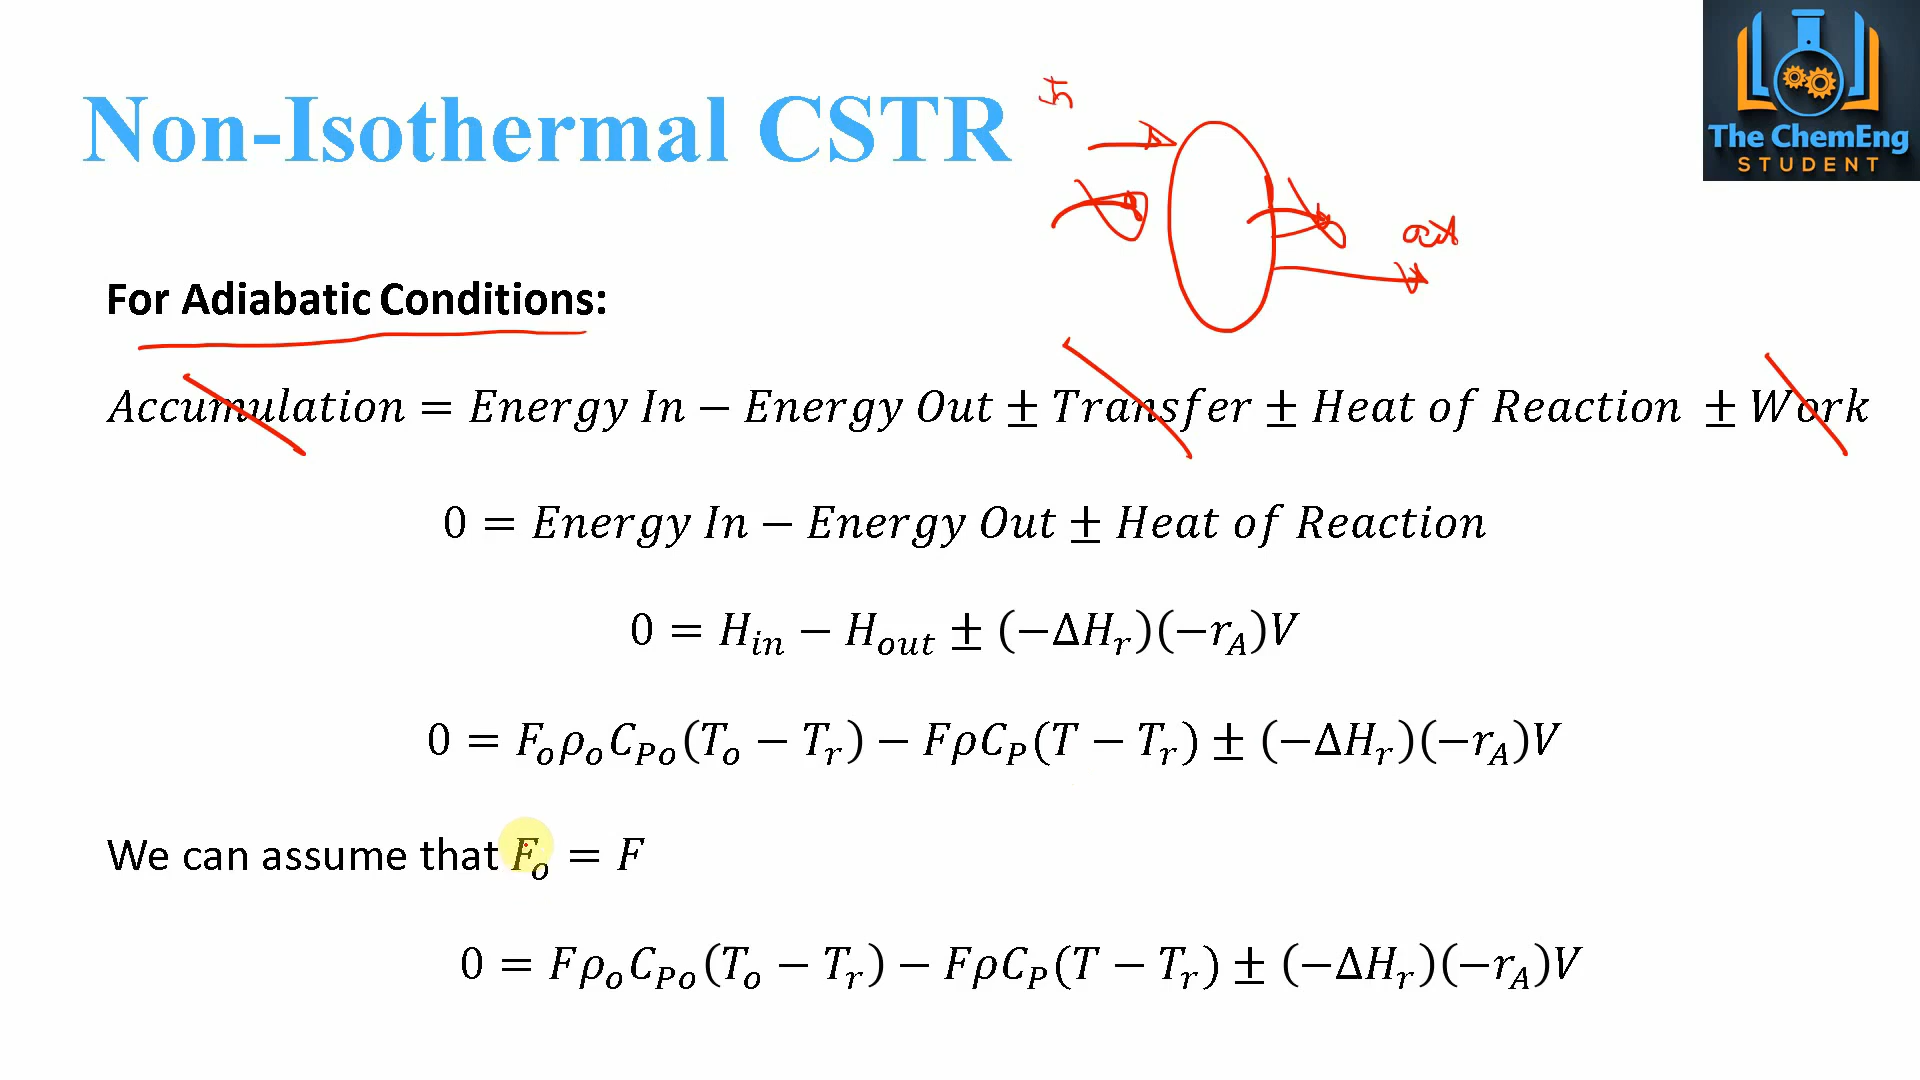 Non-Isothermal CSTR
The ChemEng
STUDENT
out
For Adiabatic Conditions:
Accumulation = Energy In − Energy Out ± Transfer ± Heat of Reaction ± Work
0 = Energy In − Energy Out ± Heat of Reaction
0 = H_in − H_out ± (−ΔH_r)(−r_A)V
0 = F_oρ_oC_Po(T_o − T_r) − FρC_P(T − T_r) ± (−ΔH_r)(−r_A)V
We can assume that F_o = F
0 = Fρ_oC_Po(T_o − T_r) − FρC_P(T − T_r) ± (−ΔH_r)(−r_A)V